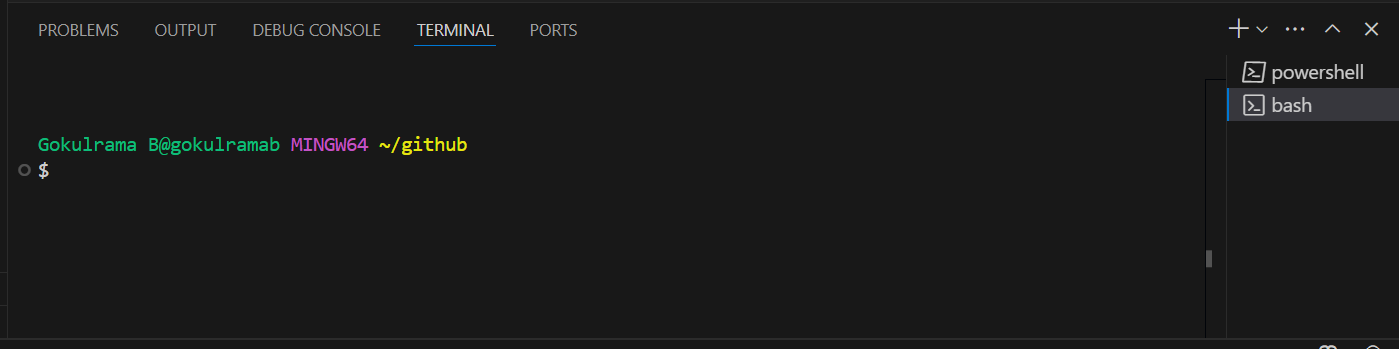 PROBLEMS OUTPUT DEBUG CONSOLE TERMINAL PORTS
powershell
bash
Gokulrama B@gokulramab MINGW64 ~/github
$